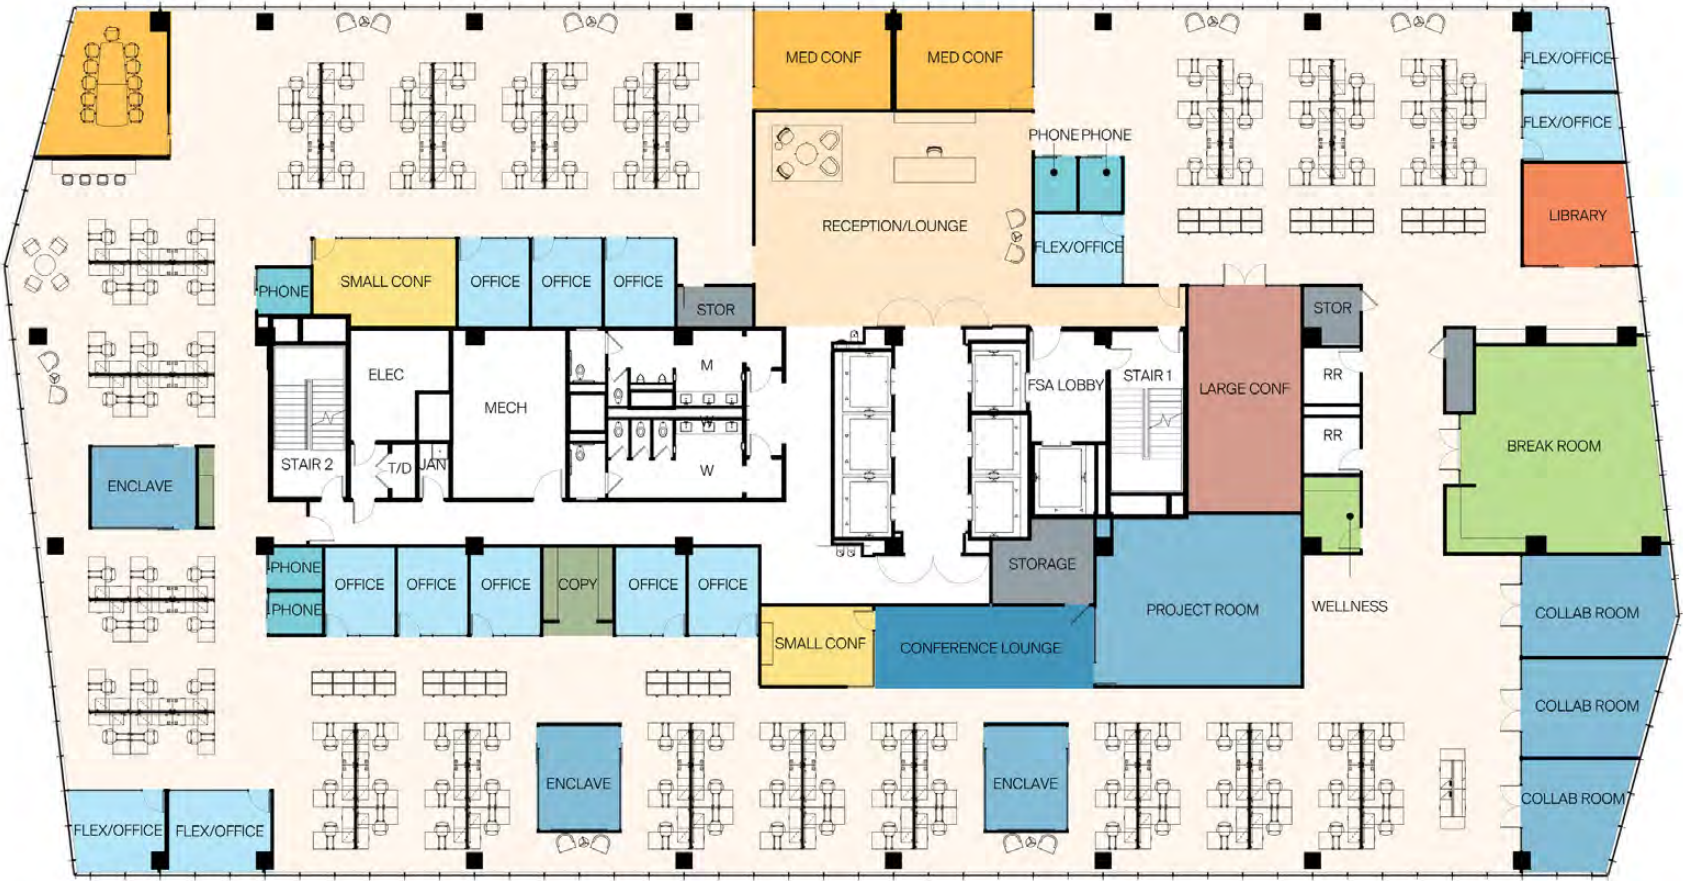 MED CONF
MED CONF
FLEX/OFFICE
FLEX/OFFICE
PHONE PHONE
LIBRARY
RECEPTION/LOUNGE
FLEX/OFFICE
PHONE
SMALL CONF
OFFICE
OFFICE
OFFICE
STOR
STOR
ELEC
M
FSA LOBBY
STAIR 1
LARGE CONF
RR
MECH
W
RR
BREAK ROOM
STAIR 2
T/D
JAN
W
ENCLAVE
PHONE
OFFICE
OFFICE
OFFICE
COPY
OFFICE
OFFICE
STORAGE
PHONE
PROJECT ROOM
WELLNESS
COLLAB ROOM
SMALL CONF
CONFERENCE LOUNGE
COLLAB ROOM
ENCLAVE
ENCLAVE
COLLAB ROOM
FLEX/OFFICE
FLEX/OFFICE